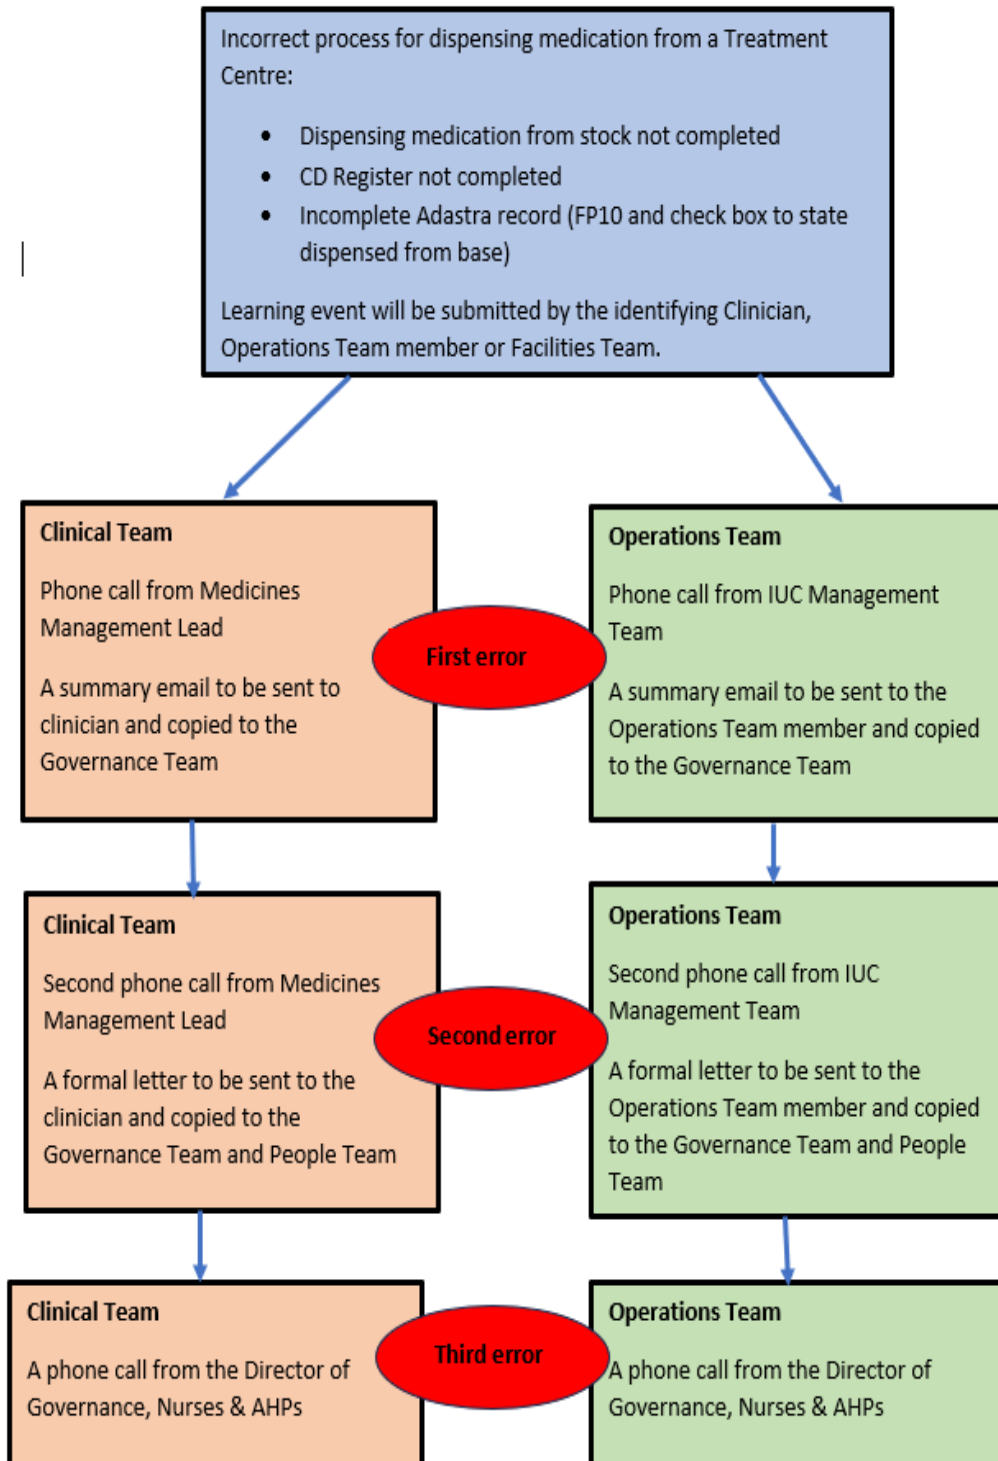 Incorrect process for dispensing medication from a Treatment
Centre:
• Dispensing medication from stock not completed
• CD Register not completed
• Incomplete Adastra record (FP10 and check box to state
dispensed from base)
Learning event will be submitted by the identifying Clinician,
Operations Team member or Facilities Team.
Clinical Team
Phone call from Medicines
Management Lead
A summary email to be sent to
clinician and copied to the
Governance Team
First error
Operations Team
Phone call from IUC Management
Team
A summary email to be sent to the
Operations Team member and copied
to the Governance Team
Clinical Team
Second phone call from Medicines
Management Lead
A formal letter to be sent to the
clinician and copied to the
Governance Team and People Team
Second error
Operations Team
Second phone call from IUC
Management Team
A formal letter to be sent to the
Operations Team member and copied
to the Governance Team and People
Team
Clinical Team
A phone call from the Director of
Governance, Nurses & AHPs
Third error
Operations Team
A phone call from the Director of
Governance, Nurses & AHPs